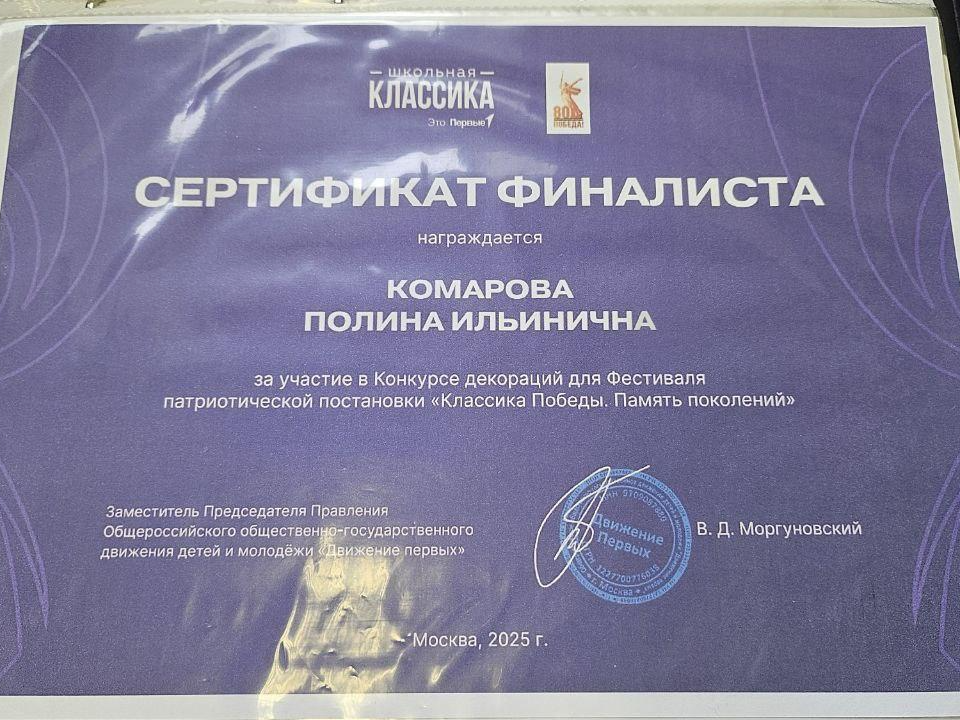 ШКОЛЬНАЯ
КЛАССИКА
Это Первые
80
ПОБЕДА!
СЕРТИФИКАТ ФИНАЛИСТА
награждается
КОМАРОВА
ПОЛИНА ИЛЬИНИЧНА
за участие в Конкурсе декораций для Фестиваля
патриотической постановки «Классика Победы. Память поколений»
Заместитель Председателя Правления
Общероссийского общественно-государственного
движения детей и молодёжи «Движение первых»
Движение
Первых
г. Москва
В. Д. Моргуновский
Москва, 2025 г.